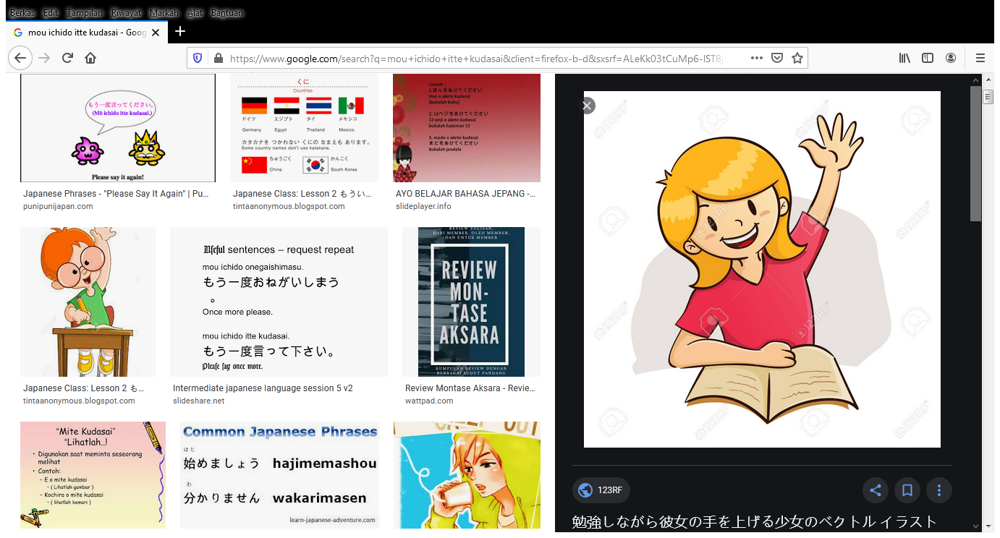 Berkas Edit Tampilan Riwayat Markah Alat Bantuan
mou ichido itte kudasai - Goog
https://www.google.com/search?q=mou+ichido+itte+kudasai&client=firefox-b-d&sxsrf=ALeKk03tCuMp6-IST8j
もう一度言ってください。
(Mō ichido itte kudasai.)
Please say it again!
Japanese Phrases - "Please Say It Again" | Pu...
punipunijapan.com
くに
Countries
ドイツ エジプト タイ メキシコ
Germany Egypt Thailand Mexico
カタカナを つかわない くにの なまえも あります。
Some country names don't use katakana.
ちゅうごく かんこく
China South Korea
Japanese Class: Lesson 2 もうい...
tintaanonymous.blogspot.com
contoh :
1.ほんをあけてください
Hon o akete kudasai
(bukalah buku)
2. 12ページをあけてください
12-peji o akete kudasai
bukalah halaman 12
3. mado o akete kudasai
まどをあけてください
bukalah jendela
AYO BELAJAR BAHASA JEPANG -...
slideplayer.info
Japanese Class: Lesson 2 も...
tintaanonymous.blogspot.com
Useful sentences – request repeat
mou ichido onegaishimasu.
もう一度おねがいしまう
。
Once more please.
mou ichido itte kudasai.
もう一度言って下さい。
Please say once more.
Intermediate japanese language session 5 v2
slideshare.net
REVIEW TULISAN,
DARI MEMBER, OLEH MEMBER,
DAN UNTUK MEMBER
REVIEW
MON-
TASE
AKSARA
KUMPULAN REVIEW DENGAN
BERBAGAI SUDUT PANDANG
Review Montase Aksara - Revie...
wattpad.com
"Mite Kudasai"
"Lihatlah..!
• Digunakan saat meminta seseorang
melihat
• Contoh:
– E o mite kudasai
• ( Lihatlah gambar )
– Kochira o mite kudasai
• ( lihatlah kemari )
Common Japanese Phrases
はじ
始めましょう hajimemashou
わ
分かりません wakarimasen
learn-japanese-adventure.com
OUT
123RF
123RF
勉強しながら彼女の手を上げる少女のベクトル イラスト